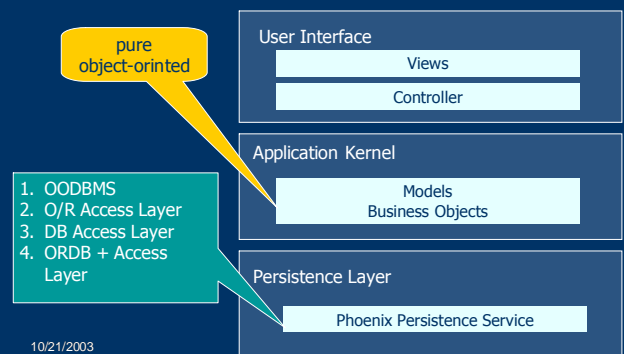 pure
object-orinted
User Interface
Views
Controller
Application Kernel
Models
Business Objects
1. OODBMS
2. O/R Access Layer
3. DB Access Layer
4. ORDB + Access
Layer
Persistence Layer
Phoenix Persistence Service
10/21/2003